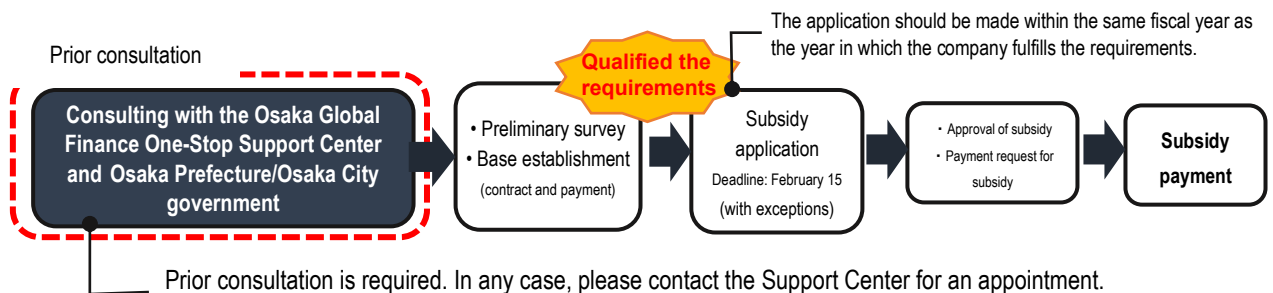 The application should be made within the same fiscal year as
the year in which the company fulfills the requirements.
Prior consultation
Qualified the
requirements
Consulting with the Osaka Global
Finance One-Stop Support Center
and Osaka Prefecture/Osaka City
government
• Preliminary survey
• Base establishment
(contract and payment)
Subsidy
application
Deadline: February 15
(with exceptions)
・Approval of subsidy
・Payment request for
subsidy
Subsidy
payment
Prior consultation is required. In any case, please contact the Support Center for an appointment.